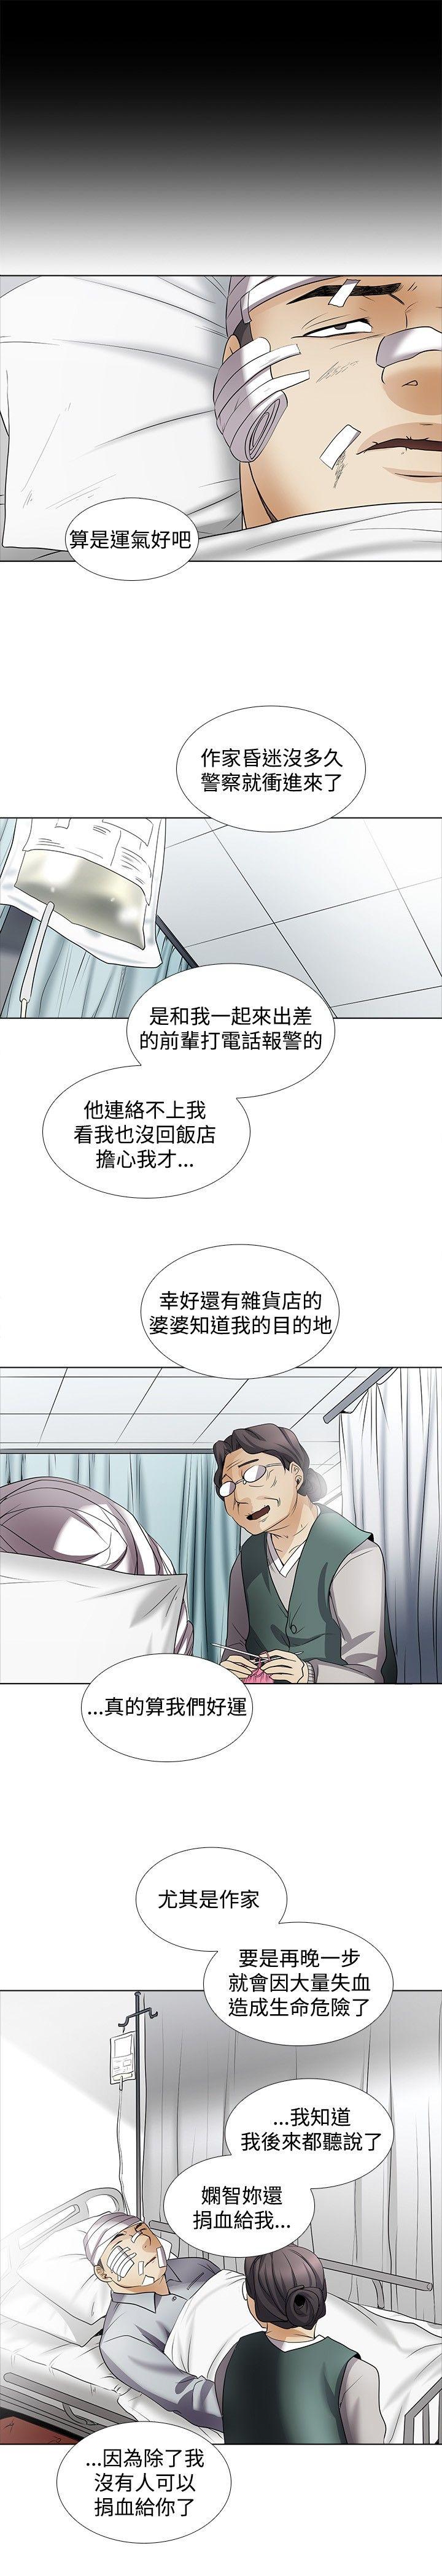 算是運氣好吧
作家昏迷沒多久
警察就衝進來了
是和我一起來出差
的前輩打電話報警的
他連絡不上我
看我也沒回飯店
擔心我才...
幸好還有雜貨店的
婆婆知道我的目的地
...真的算我們好運
尤其是作家
要是再晚一步
就會因大量失血
造成生命危險了
...我知道
我後來都聽說了
嫻智妳還
捐血給我...
...因為除了我
沒有人可以
捐血給你了